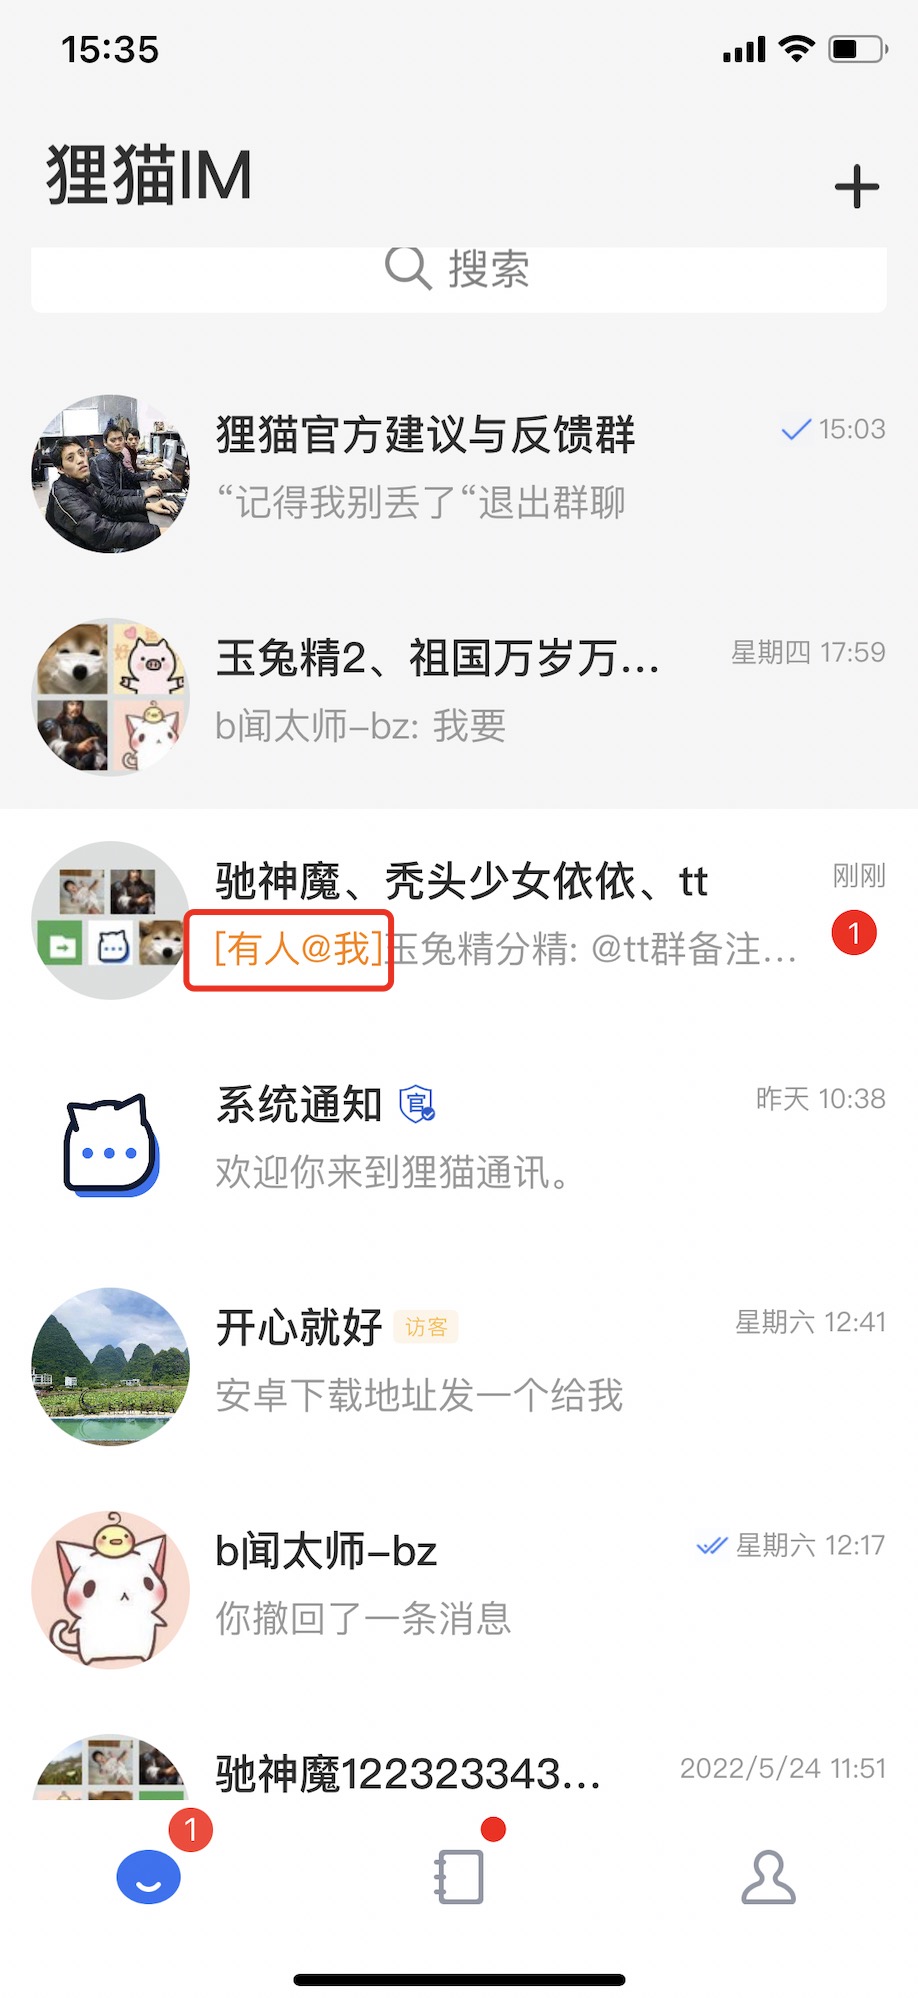 15:35
狸猫IM
搜索
狸猫官方建议与反馈群
15:03
“记得我别丢了“退出群聊
玉兔精2、祖国万岁万...
星期四 17:59
b闻太师-bz: 我要
驰神魔、秃头少女依依、tt
刚刚
[有人@我]玉兔精分精: @tt群备注...
1
系统通知
官
昨天 10:38
欢迎你来到狸猫通讯。
开心就好
访客
星期六 12:41
安卓下载地址发一个给我
b闻太师-bz
星期六 12:17
你撤回了一条消息
驰神魔122323343...
2022/5/24 11:51
1